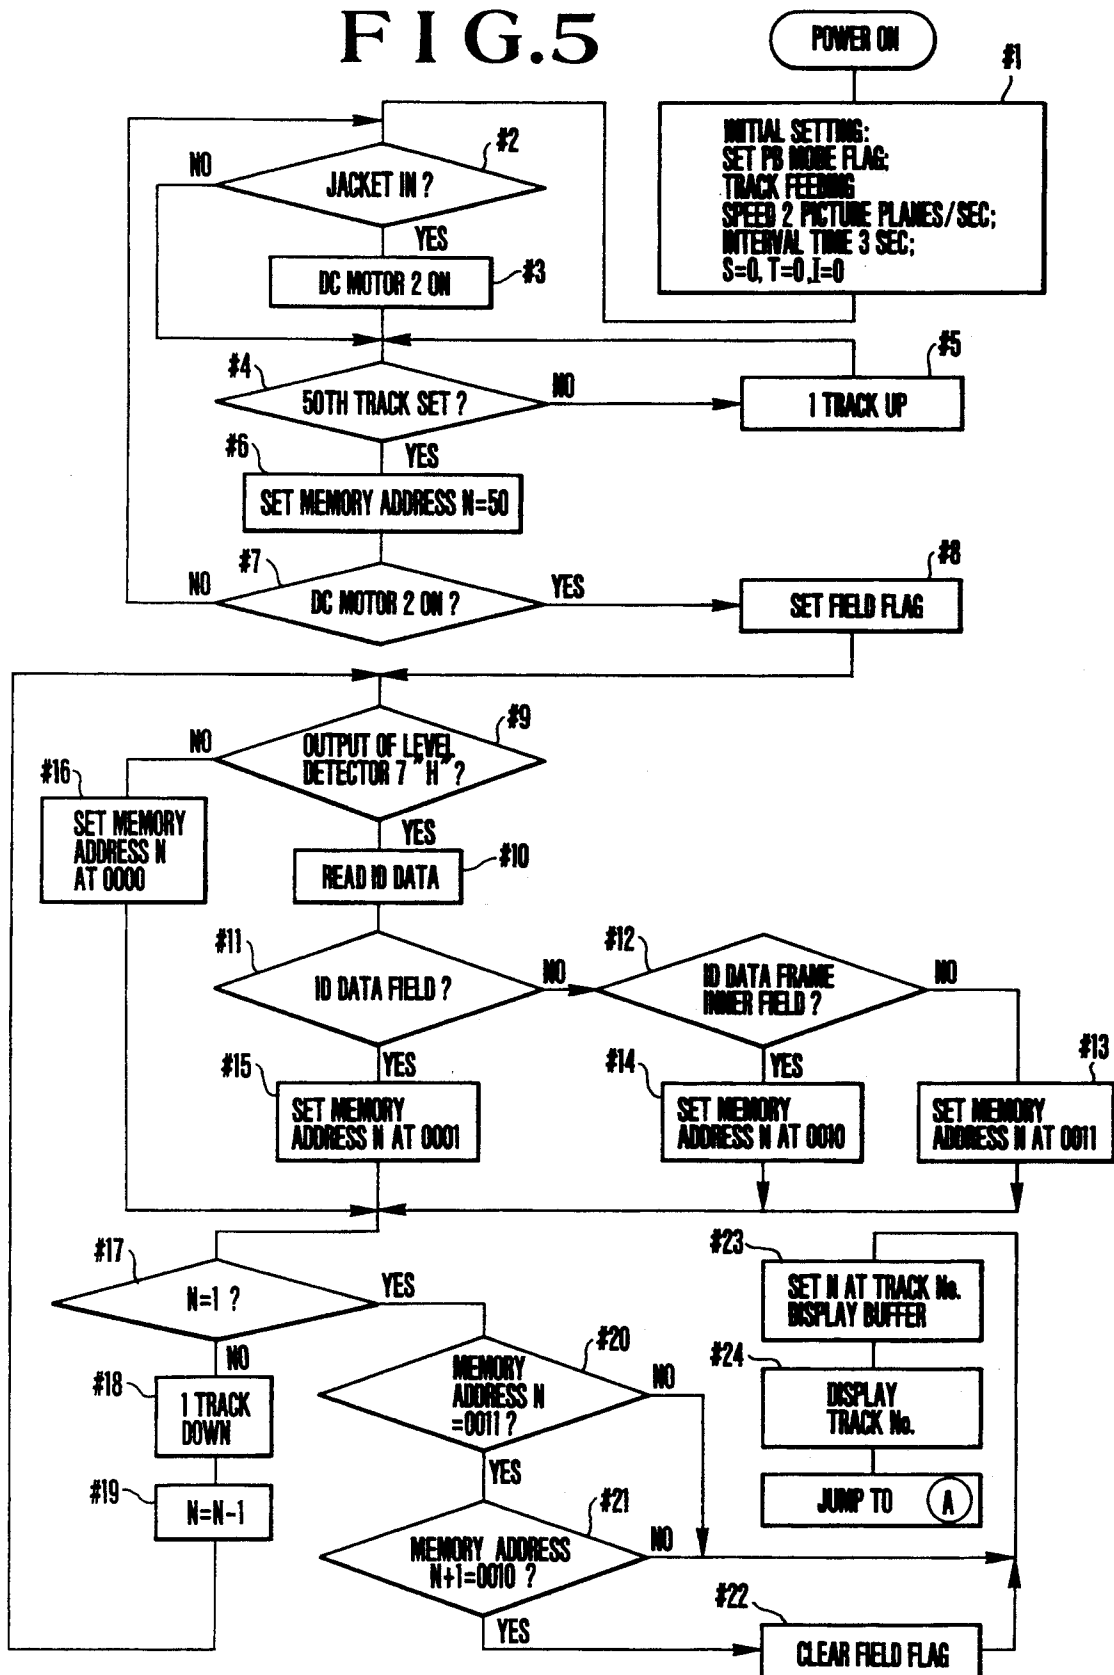 FIG.5
POWER ON
#1
INITIAL SETTING:
SET PB MODE FLAG;
TRACK FEEDING
SPEED 2 PICTURE PLANES/SEC;
INTERVAL TIME 3 SEC;
S=0, T=0, I=0
#2
NO
JACKET IN ?
YES
#3
DC MOTOR 2 ON
#4
50TH TRACK SET ?
NO
#5
1 TRACK UP
YES
#6
SET MEMORY ADDRESS N=50
#7
NO
DC MOTOR 2 ON ?
YES
#8
SET FIELD FLAG
#9
NO
OUTPUT OF LEVEL
DETECTOR 7 "H" ?
#16
SET MEMORY
ADDRESS N
AT 0000
YES
#10
READ ID DATA
#11
ID DATA FIELD ?
NO
#12
ID DATA FRAME
INNER FIELD ?
NO
YES
#15
SET MEMORY
ADDRESS N AT 0001
YES
#14
SET MEMORY
ADDRESS N AT 0010
#13
SET MEMORY
ADDRESS N AT 0011
#17
N=1 ?
YES
NO
#18
1 TRACK
DOWN
#19
N=N-1
#20
MEMORY
ADDRESS N
=0011 ?
NO
YES
#21
MEMORY ADDRESS
N+1=0010 ?
NO
YES
#22
CLEAR FIELD FLAG
#23
SET N AT TRACK No.
DISPLAY BUFFER
#24
DISPLAY
TRACK No.
JUMP TO A